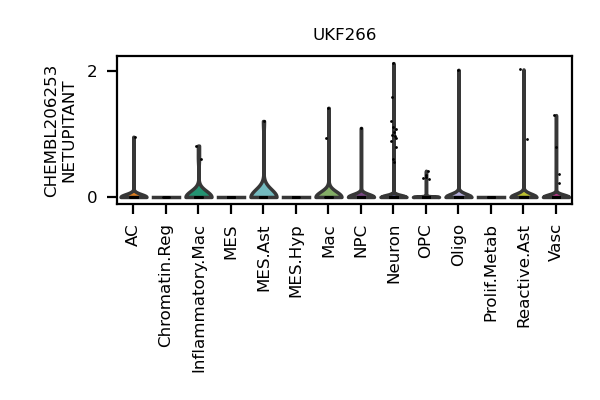 UKF266
CHEMBL206253
NETUPITANT
2
0
AC
Chromatin.Reg
Inflammatory.Mac
MES
MES.Ast
MES.Hyp
Mac
NPC
Neuron
OPC
Oligo
Prolif.Metab
Reactive.Ast
Vasc